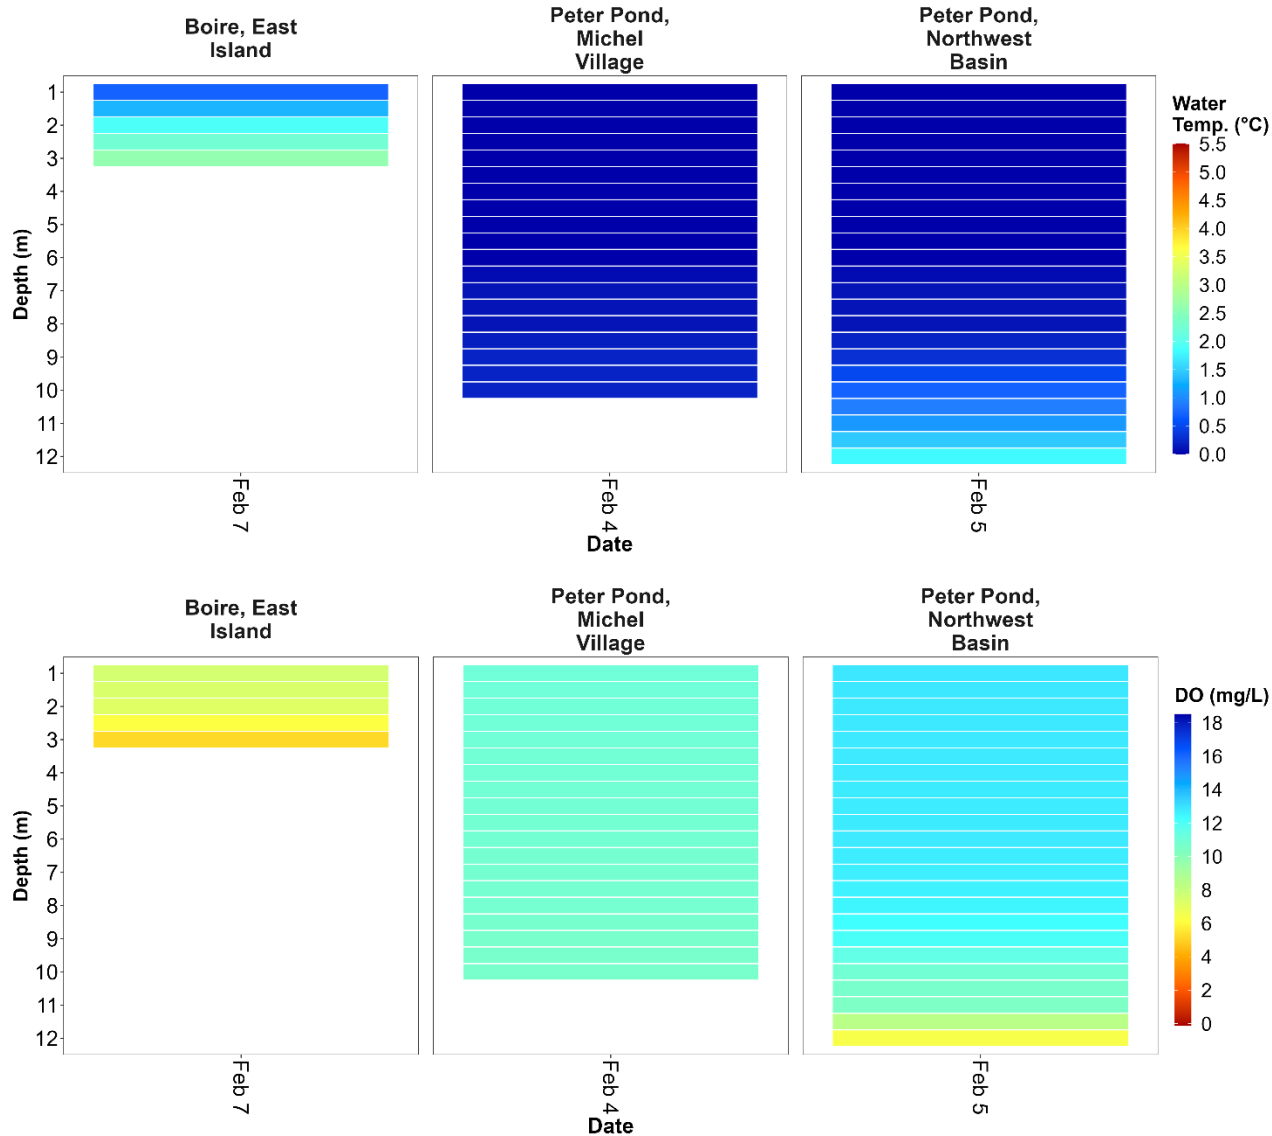 Boire, East
Island
Peter Pond,
Michel
Village
Peter Pond,
Northwest
Basin
Depth (m)
1
2
3
4
5
6
7
8
9
10
11
12
Feb 7
Feb 4
Feb 5
Date
Water
Temp. (°C)
5.5
5.0
4.5
4.0
3.5
3.0
2.5
2.0
1.5
1.0
0.5
0.0
Boire, East
Island
Peter Pond,
Michel
Village
Peter Pond,
Northwest
Basin
Depth (m)
1
2
3
4
5
6
7
8
9
10
11
12
Feb 7
Feb 4
Feb 5
Date
DO (mg/L)
18
16
14
12
10
8
6
4
2
0